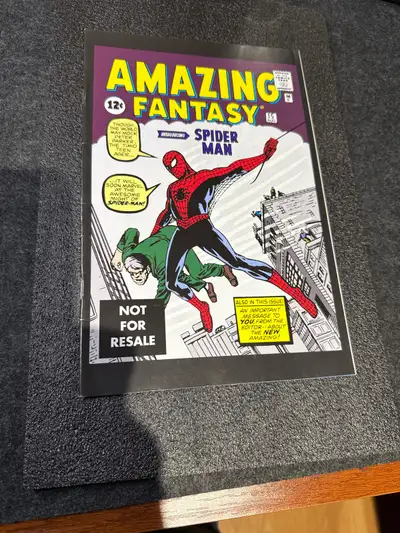 AMAZING
FANTASY
12¢
15
INTRODUCING
SPIDER
MAN
THOUGH
THE WORLD
MAY MOCK
PETER
PARKER,
THE TIMID
TEEN-
AGER...
...IT WILL
SOON MARVEL
AT THE
AWESOME
MIGHT OF
SPIDER-MAN!
NOT
FOR
RESALE
ALSO IN THIS ISSUE:
AN IMPORTANT
MESSAGE TO
YOU, FROM THE
EDITOR--ABOUT
THE NEW
AMAZING!